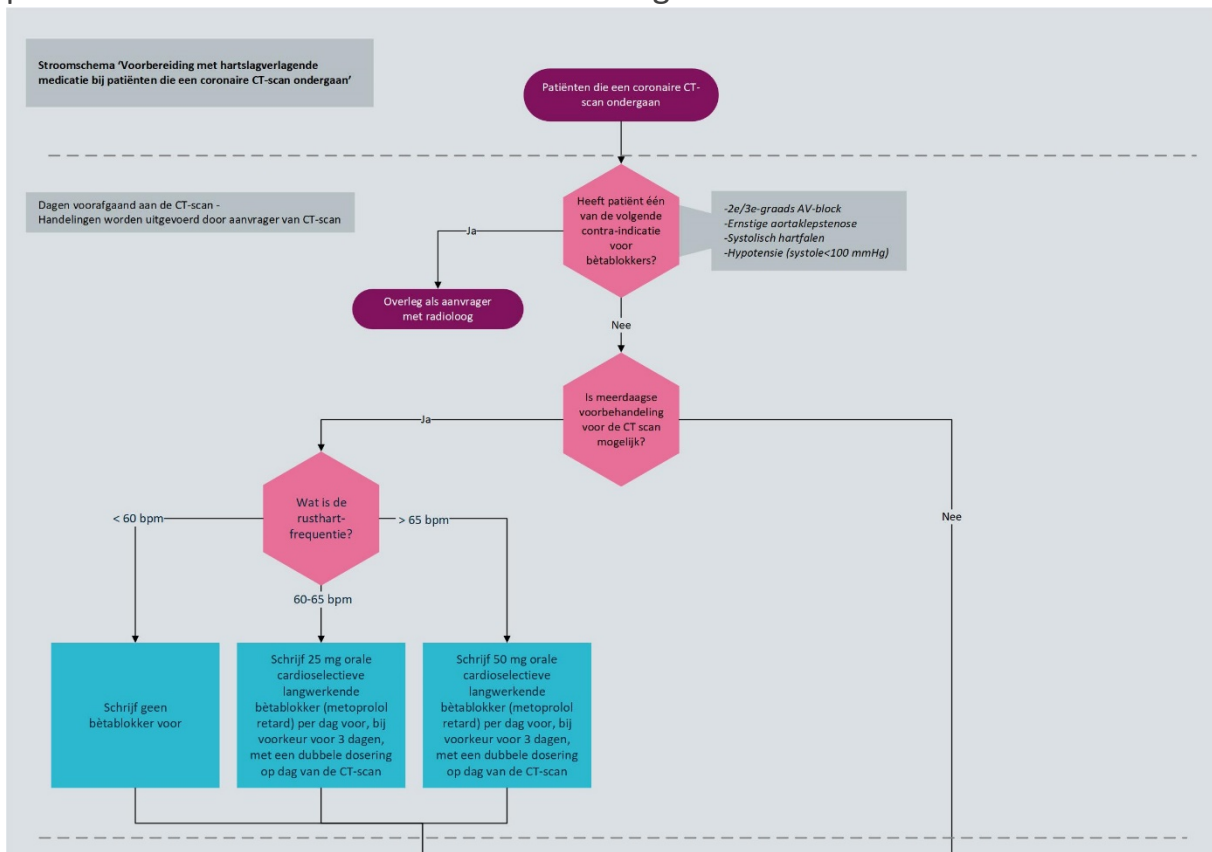 Stroomschema ‘Voorbereiding met hartslagverlagende
medicatie bij patiënten die een coronaire CT-scan ondergaan’
Patiënten die een coronaire CT-
scan ondergaan
Dagen voorafgaand aan de CT-scan -
Handelingen worden uitgevoerd door aanvrager van CT-scan
Heeft patiënt één
van de volgende
contra-indicatie
voor
bètablokkers?
-2e/3e-graads AV-block
-Ernstige aortaklepstenose
-Systolisch hartfalen
-Hypotensie (systole<100 mmHg)
Ja
Overleg als aanvrager
met radioloog
Nee
Is meerdaagse
voorbehandeling
voor de CT scan
mogelijk?
Ja
Nee
Wat is de
rusthart-
frequentie?
< 60 bpm
> 65 bpm
60-65 bpm
Schrijf geen
bètablokker voor
Schrijf 25 mg orale
cardioselectieve
langwerkende
bètablokker (metoprolol
retard) per dag voor, bij
voorkeur voor 3 dagen,
met een dubbele dosering
op dag van de CT-scan
Schrijf 50 mg orale
cardioselectieve
langwerkende
bètablokker (metoprolol
retard) per dag voor, bij
voorkeur voor 3 dagen,
met een dubbele dosering
op dag van de CT-scan